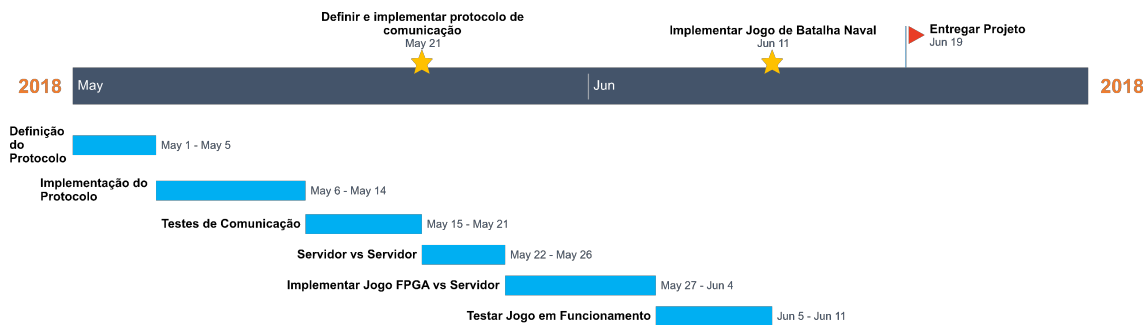 Definir e implementar protocolo de
comunicação
May 21
Implementar Jogo de Batalha Naval
Jun 11
Entregar Projeto
Jun 19
2018
May
Jun
2018
Definição
do
Protocolo
May 1 - May 5
Implementação do
Protocolo
May 6 - May 14
Testes de Comunicação
May 15 - May 21
Servidor vs Servidor
May 22 - May 26
Implementar Jogo FPGA vs Servidor
May 27 - Jun 4
Testar Jogo em Funcionamento
Jun 5 - Jun 11